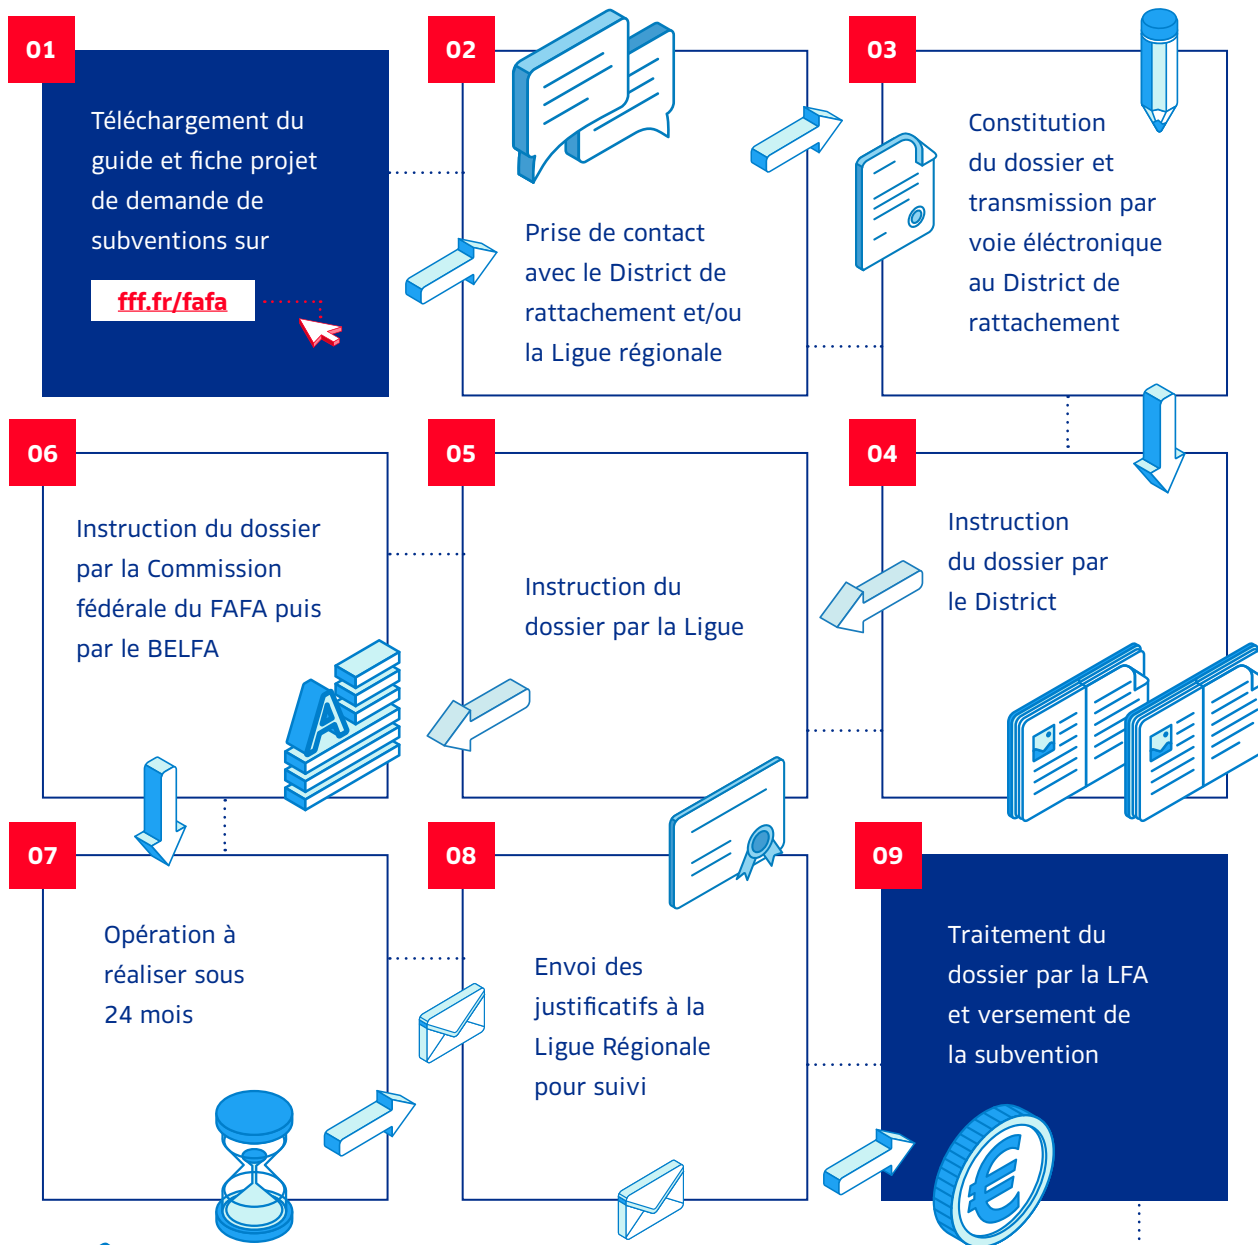 01
Téléchargement du
guide et fiche projet
de demande de
subventions sur
fff.fr/fafa
02
Prise de contact
avec le District de
rattachement et/ou
la Ligue régionale
03
Constitution
du dossier et
transmission par
voie éléctronique
au District de
rattachement
04
Instruction
du dossier par
le District
05
Instruction du
dossier par la Ligue
06
Instruction du dossier
par la Commission
fédérale du FAFA puis
par le BELFA
A
07
Opération à
réaliser sous
24 mois
08
Envoi des
justificatifs à la
Ligue Régionale
pour suivi
09
Traitement du
dossier par la LFA
et versement de
la subvention
€